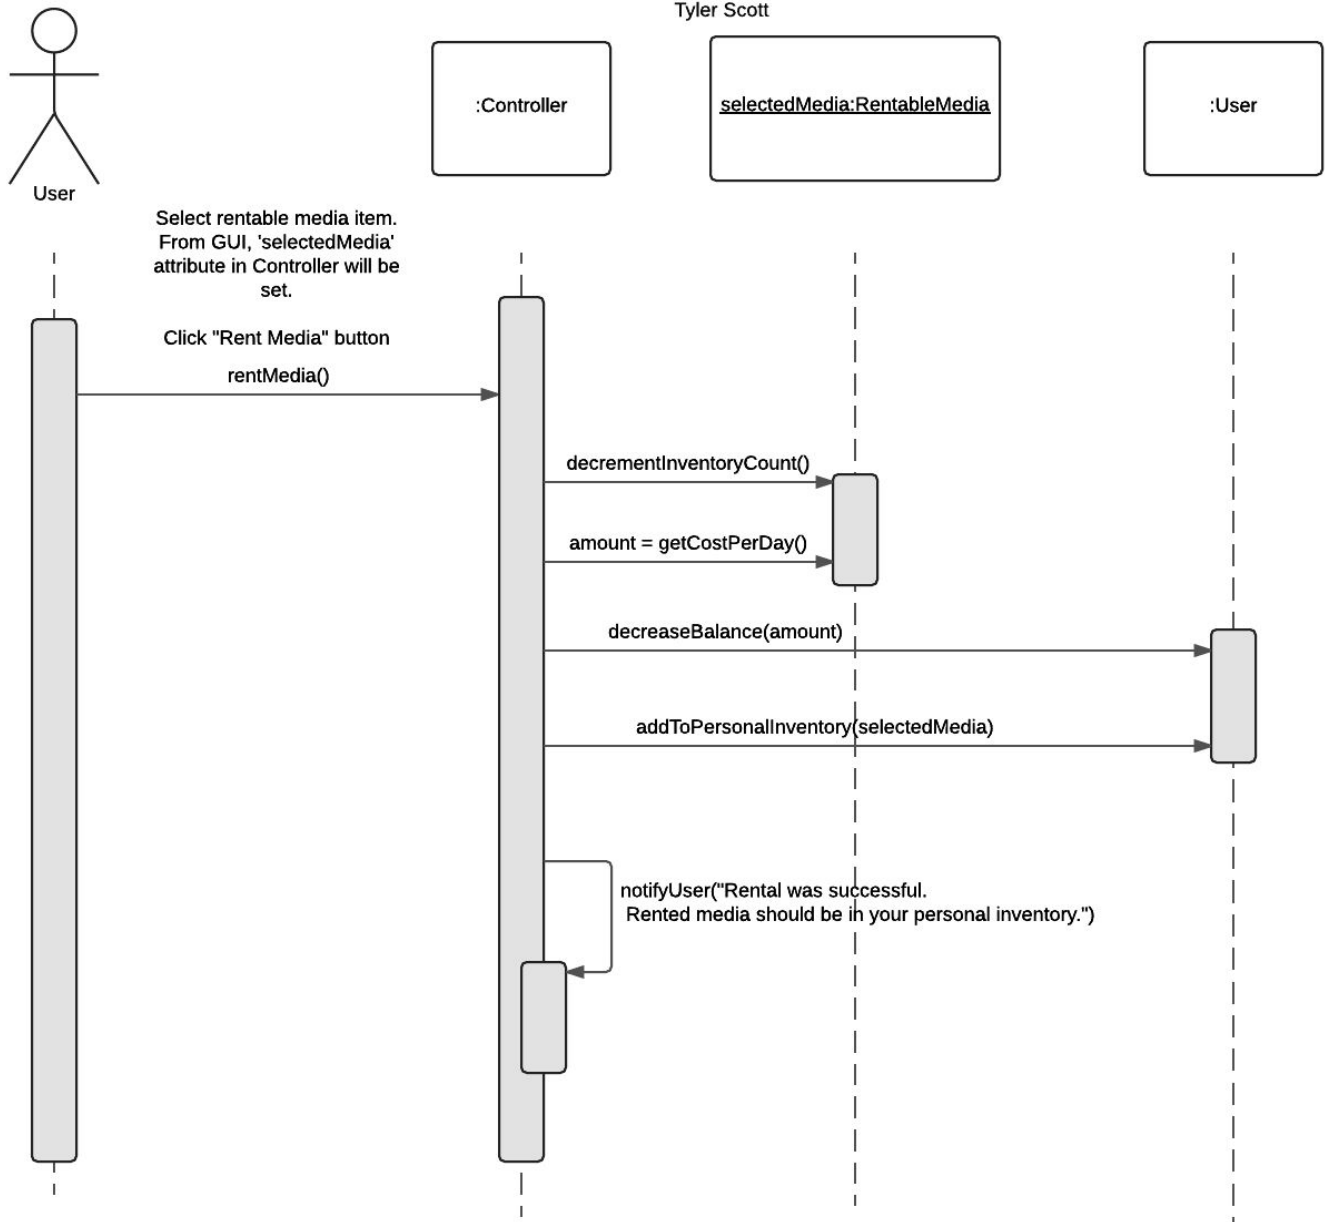 Tyler Scott
:Controller
selectedMedia:RentableMedia
:User
User
Select rentable media item.
From GUI, 'selectedMedia'
attribute in Controller will be
set.
Click "Rent Media" button
rentMedia()
decrementInventoryCount()
amount = getCostPerDay()
decreaseBalance(amount)
addToPersonalInventory(selectedMedia)
notifyUser("Rental was successful.
Rented media should be in your personal inventory.")